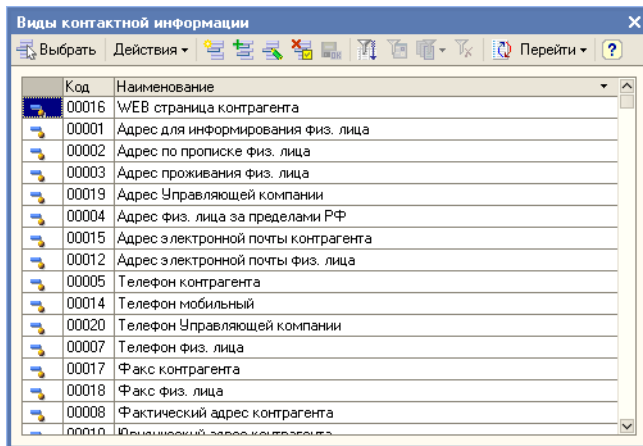 Виды контактной информации
Выбрать Действия Перейти ?
Код Наименование
00016 WEB страница контрагента
00001 Адрес для информирования физ. лица
00002 Адрес по прописке физ. лица
00003 Адрес проживания физ. лица
00019 Адрес Управляющей компании
00004 Адрес физ. лица за пределами РФ
00015 Адрес электронной почты контрагента
00012 Адрес электронной почты физ. лица
00005 Телефон контрагента
00014 Телефон мобильный
00020 Телефон Управляющей компании
00007 Телефон физ. лица
00017 Факс контрагента
00018 Факс физ. лица
00008 Фактический адрес контрагента
00010 Юридический адрес контрагента